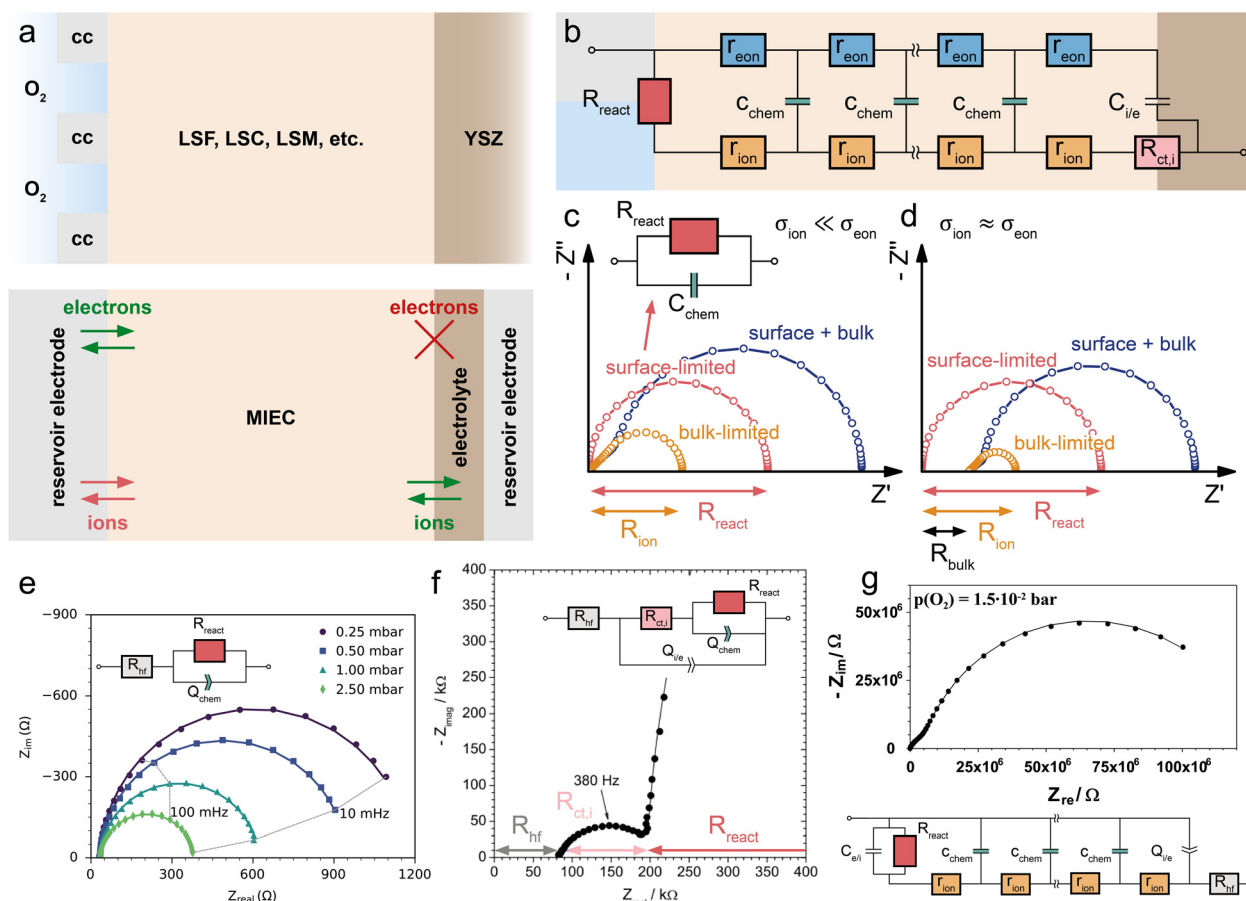 a
cc
O2
cc
O2
cc
LSF, LSC, LSM, etc.
YSZ
reservoir electrode
electrons
ions
MIEC
electrons
ions
electrolyte
reservoir electrode
b
Rreact
reon
reon
reon
reon
cchem
cchem
cchem
Ci/e
rion
rion
rion
rion
Rct,i
c
Rreact
Cchem
σion ≪ σeon
- Z''
surface + bulk
surface-limited
bulk-limited
Z'
Rreact
Rion
d
σion ≈ σeon
- Z''
surface + bulk
surface-limited
bulk-limited
Z'
Rreact
Rion
Rbulk
e
Zim (Ω)
−900
−600
−300
0
0 300 600 900 1200
Zreal (Ω)
Rhf
Rreact
Qchem
0.25 mbar
0.50 mbar
1.00 mbar
2.50 mbar
100 mHz
10 mHz
f
- Zimag / kΩ
400
350
300
250
200
150
100
50
0
0 50 100 150 200 250 300 350 400
/ kΩ
Rhf
Rct,i
Rreact
Qchem
Qi/e
380 Hz
Rhf
Rct,i
Rreact
g
p(O2) = 1.5·10-2 bar
- Zim/ Ω
50x106
25x106
0
0 25x106 50x106 75x106 100x106
Zre/ Ω
Ce/i
Rreact
cchem
cchem
cchem
Qi/e
rion
rion
rion
rion
Rhf